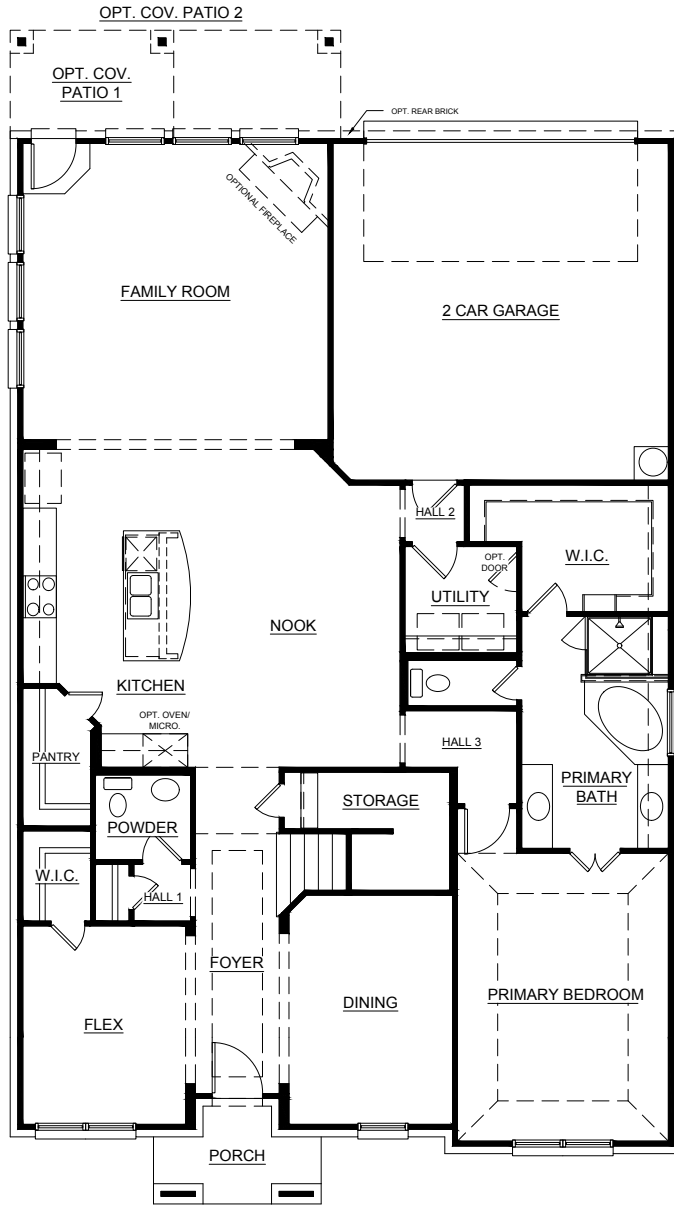 OPT. COV. PATIO 2
OPT. COV.
PATIO 1
OPT. REAR BRICK
OPTIONAL FIREPLACE
FAMILY ROOM
2 CAR GARAGE
HALL 2
W.I.C.
OPT.
DOOR
UTILITY
NOOK
KITCHEN
OPT. OVEN/
MICRO.
HALL 3
PANTRY
PRIMARY
BATH
STORAGE
POWDER
W.I.C.
HALL 1
FOYER
PRIMARY BEDROOM
DINING
FLEX
PORCH